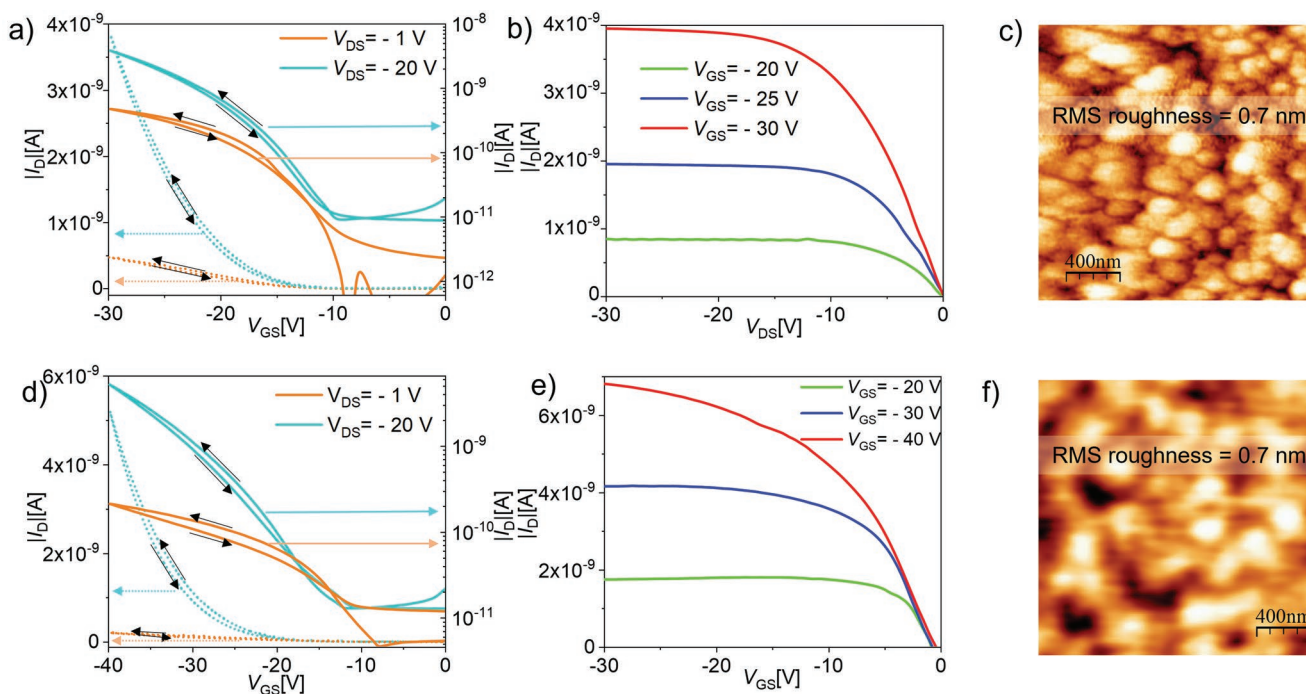 a)
V_DS= - 1 V
V_DS= - 20 V
4x10⁻⁹
3x10⁻⁹
2x10⁻⁹
1x10⁻⁹
0
|I_D|[A]
10⁻⁸
10⁻⁹
10⁻¹⁰
10⁻¹¹
10⁻¹²
|I_D|[A]
-30
-20
-10
0
V_GS[V]
b)
V_GS= - 20 V
V_GS= - 25 V
V_GS= - 30 V
|I_D|[A]
4x10⁻⁹
3x10⁻⁹
2x10⁻⁹
1x10⁻⁹
0
-30
-20
-10
0
V_DS[V]
c)
RMS roughness = 0.7 nm
400nm
d)
V_DS= - 1 V
V_DS= - 20 V
6x10⁻⁹
4x10⁻⁹
2x10⁻⁹
0
|I_D|[A]
10⁻⁹
10⁻¹⁰
10⁻¹¹
|I_D|[A]
-40
-30
-20
-10
0
V_GS[V]
e)
V_GS= - 20 V
V_GS= - 30 V
V_GS= - 40 V
|I_D|[A]
6x10⁻⁹
4x10⁻⁹
2x10⁻⁹
0
-30
-20
-10
0
V_DS[V]
f)
RMS roughness = 0.7 nm
400nm